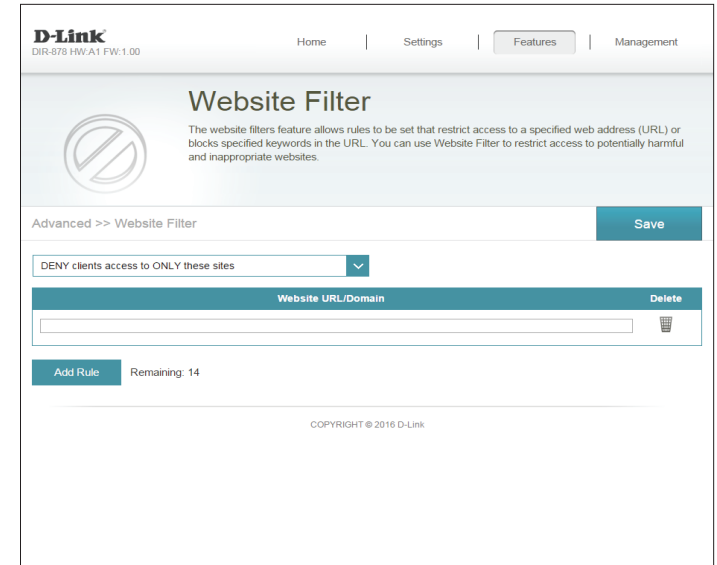 D-Link
DIR-878 HW:A1 FW:1.00
Home
Settings
Features
Management
Website Filter
The website filters feature allows rules to be set that restrict access to a specified web address (URL) or
blocks specified keywords in the URL. You can use Website Filter to restrict access to potentially harmful
and inappropriate websites.
Advanced >> Website Filter
Save
DENY clients access to ONLY these sites
Website URL/Domain
Delete
Add Rule
Remaining: 14
COPYRIGHT © 2016 D-Link